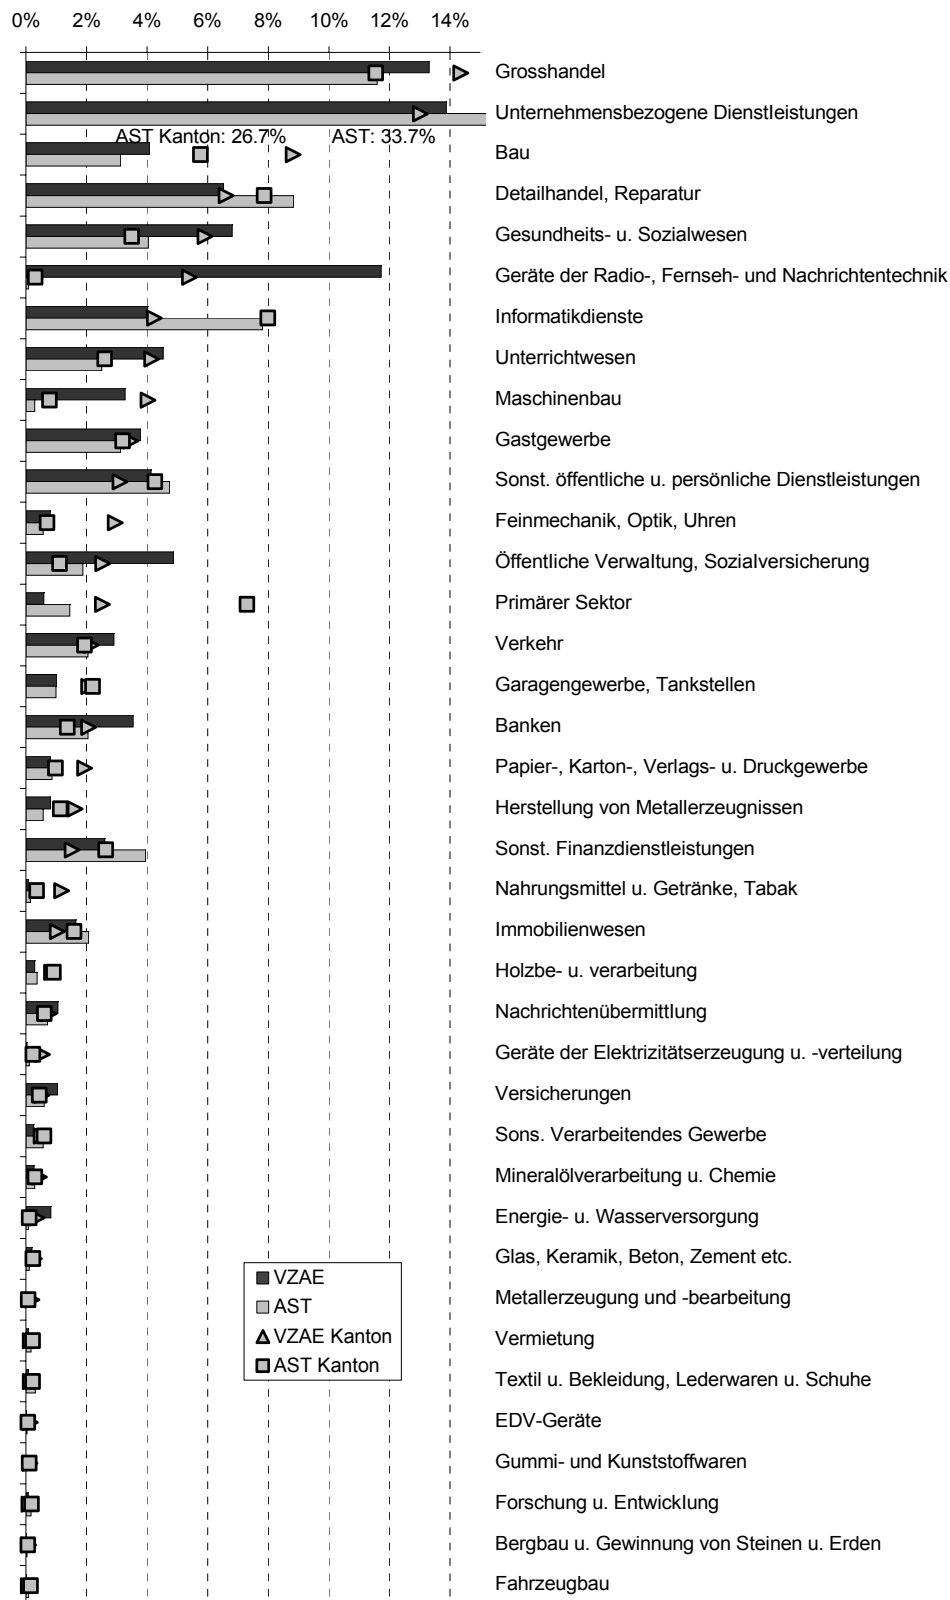 0% 2% 4% 6% 8% 10% 12% 14%
Grosshandel
Unternehmensbezogene Dienstleistungen
AST Kanton: 26.7% AST: 33.7%
Bau
Detailhandel, Reparatur
Gesundheits- u. Sozialwesen
Geräte der Radio-, Fernseh- und Nachrichtentechnik
Informatikdienste
Unterrichtwesen
Maschinenbau
Gastgewerbe
Sonst. öffentliche u. persönliche Dienstleistungen
Feinmechanik, Optik, Uhren
Öffentliche Verwaltung, Sozialversicherung
Primärer Sektor
Verkehr
Garagengewerbe, Tankstellen
Banken
Papier-, Karton-, Verlags- u. Druckgewerbe
Herstellung von Metallerzeugnissen
Sonst. Finanzdienstleistungen
Nahrungsmittel u. Getränke, Tabak
Immobilienwesen
Holzbe- u. verarbeitung
Nachrichtenübermittlung
Geräte der Elektrizitätserzeugung u. -verteilung
Versicherungen
Sons. Verarbeitendes Gewerbe
Mineralölverarbeitung u. Chemie
Energie- u. Wasserversorgung
Glas, Keramik, Beton, Zement etc.
Metallerzeugung und -bearbeitung
Vermietung
Textil u. Bekleidung, Lederwaren u. Schuhe
EDV-Geräte
Gummi- und Kunststoffwaren
Forschung u. Entwicklung
Bergbau u. Gewinnung von Steinen u. Erden
Fahrzeugbau
VZAE
AST
VZAE Kanton
AST Kanton